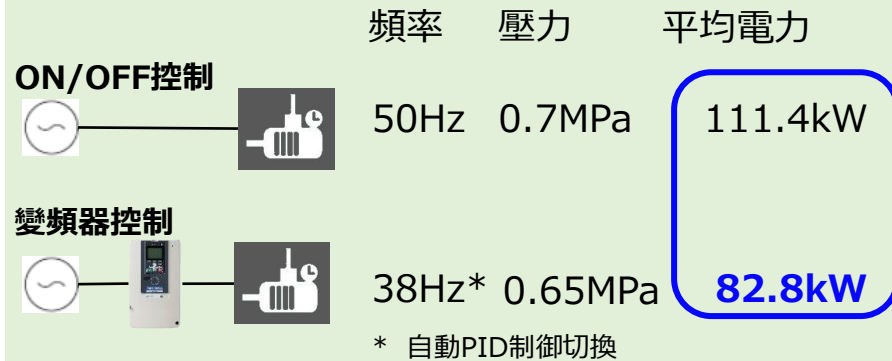 頻率 壓力 平均電力
ON/OFF控制
50Hz 0.7MPa 111.4kW
變頻器控制
38Hz* 0.65MPa 82.8kW
* 自動PID制御切換